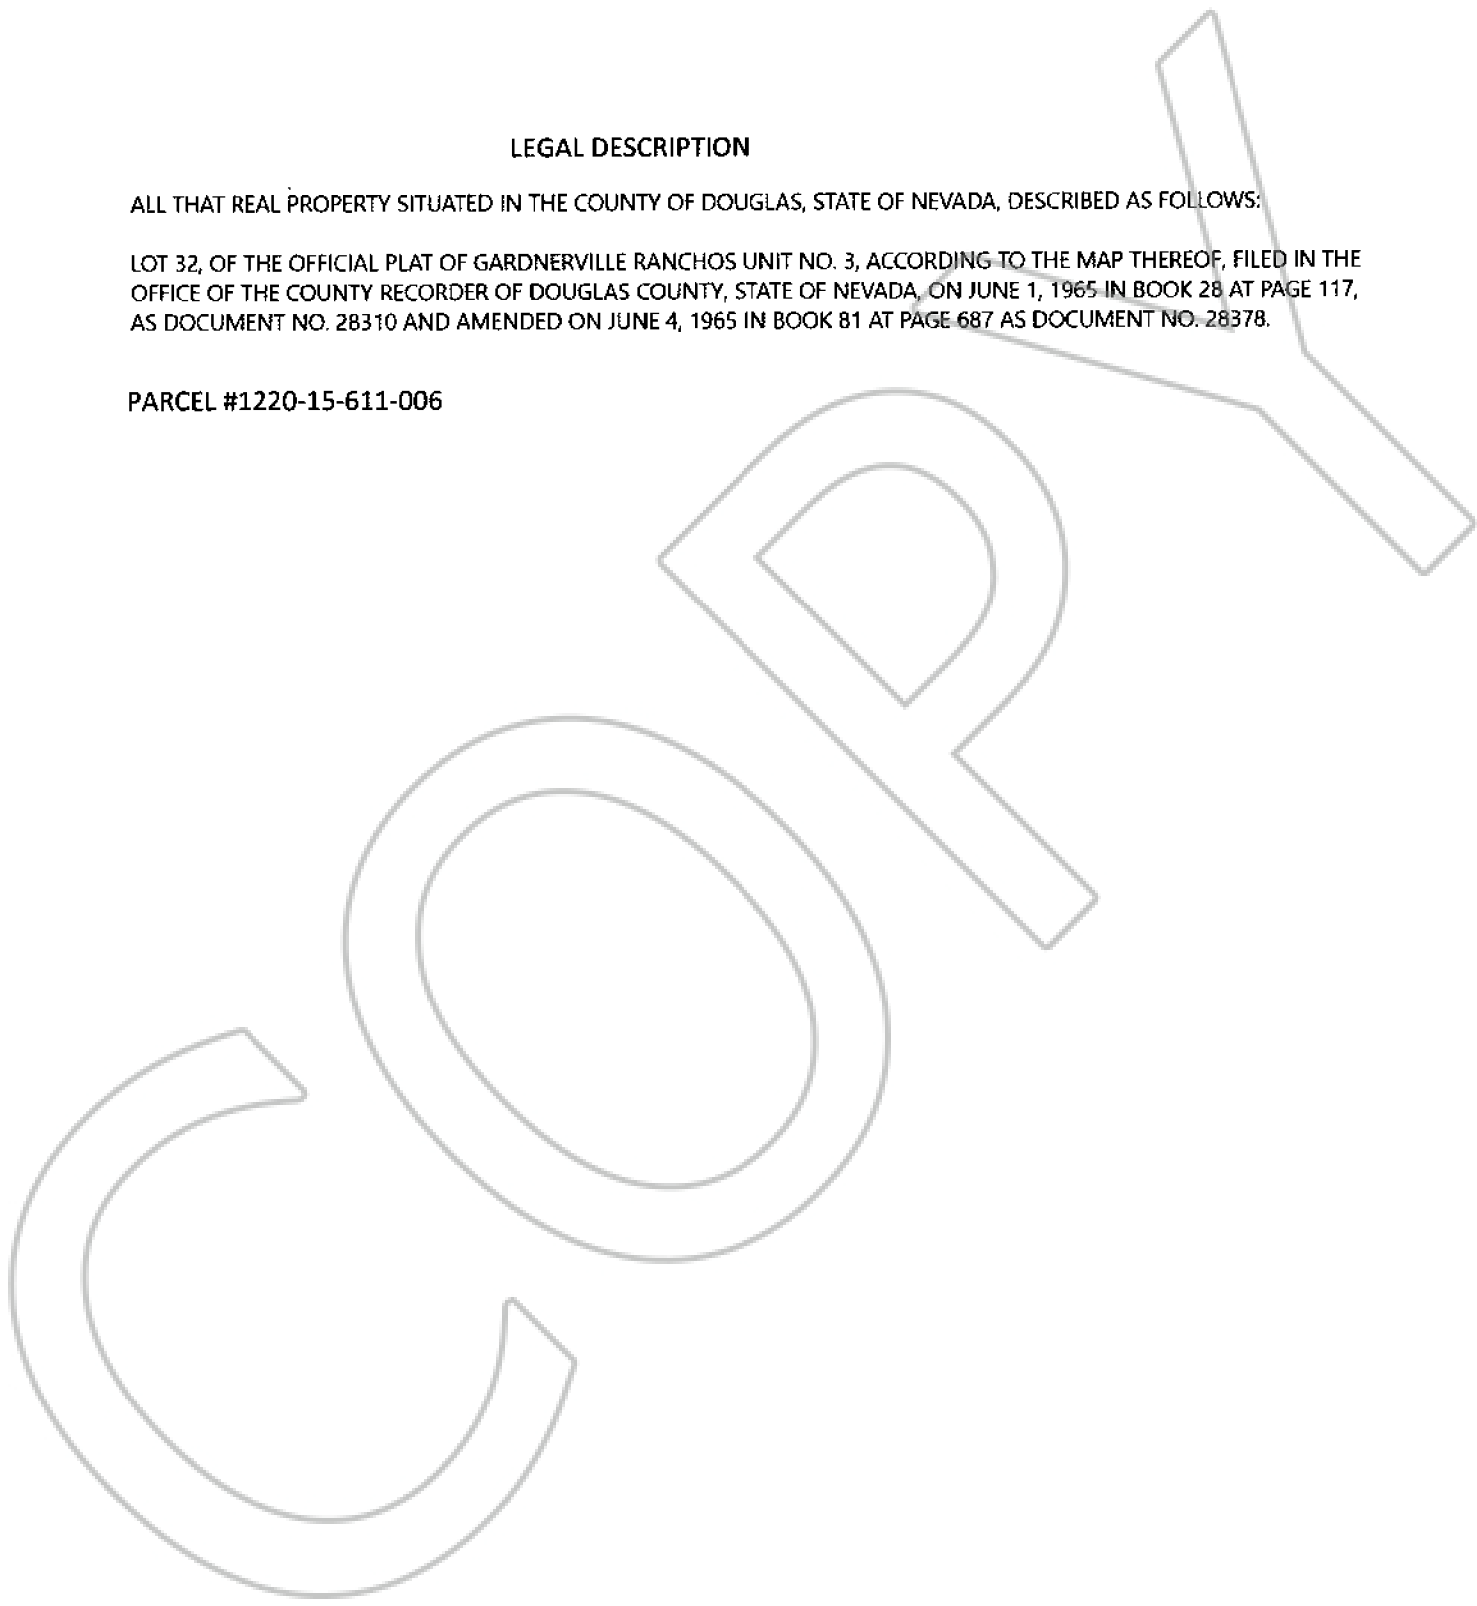 LEGAL DESCRIPTION
ALL THAT REAL PROPERTY SITUATED IN THE COUNTY OF DOUGLAS, STATE OF NEVADA, DESCRIBED AS FOLLOWS:
LOT 32, OF THE OFFICIAL PLAT OF GARDNERVILLE RANCHOS UNIT NO. 3, ACCORDING TO THE MAP THEREOF, FILED IN THE
OFFICE OF THE COUNTY RECORDER OF DOUGLAS COUNTY, STATE OF NEVADA, ON JUNE 1, 1965 IN BOOK 28 AT PAGE 117,
AS DOCUMENT NO. 28310 AND AMENDED ON JUNE 4, 1965 IN BOOK 81 AT PAGE 687 AS DOCUMENT NO. 28378.
PARCEL #1220-15-611-006
COPY